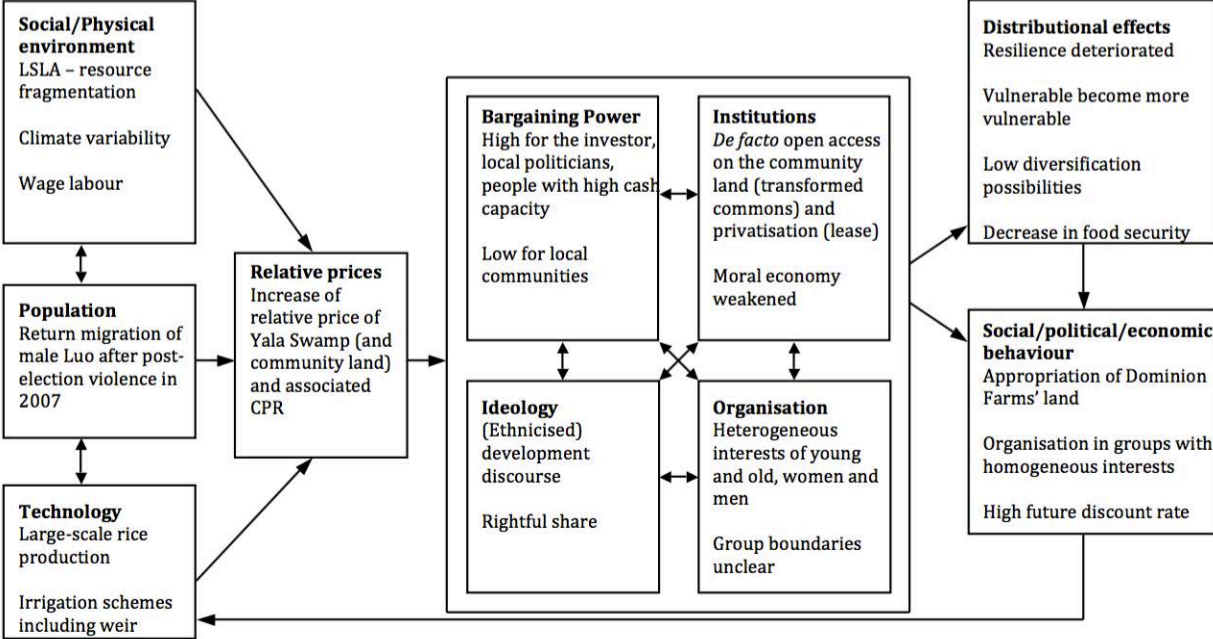 Social/Physical
environment
LSLA – resource
fragmentation
Climate variability
Wage labour
Population
Return migration of
male Luo after post-
election violence in
2007
Technology
Large-scale rice
production
Irrigation schemes
including weir
Relative prices
Increase of
relative price of
Yala Swamp (and
community land)
and associated
CPR
Bargaining Power
High for the investor,
local politicians,
people with high cash
capacity
Low for local
communities
Institutions
De facto open access
on the community
land (transformed
commons) and
privatisation (lease)
Moral economy
weakened
Ideology
(Ethnicised)
development
discourse
Rightful share
Organisation
Heterogeneous
interests of young
and old, women and
men
Group boundaries
unclear
Distributional effects
Resilience deteriorated
Vulnerable become more
vulnerable
Low diversification
possibilities
Decrease in food security
Social/political/economic
behaviour
Appropriation of Dominion
Farms’ land
Organisation in groups with
homogeneous interests
High future discount rate